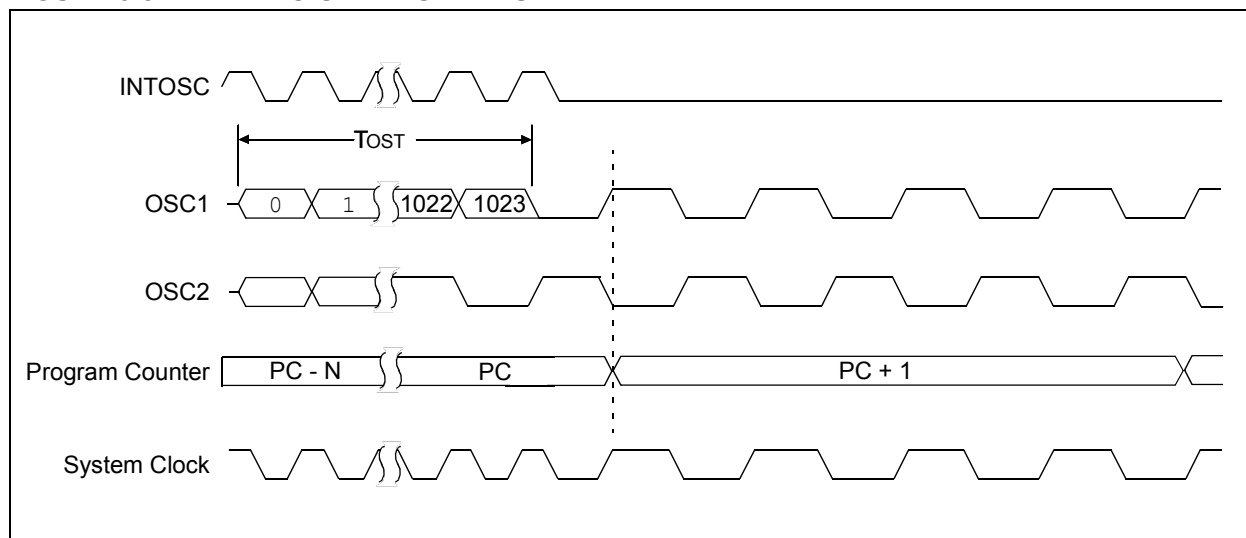 INTOSC
TOST
OSC1 0 1 1022 1023
OSC2
Program Counter PC - N PC PC + 1
System Clock